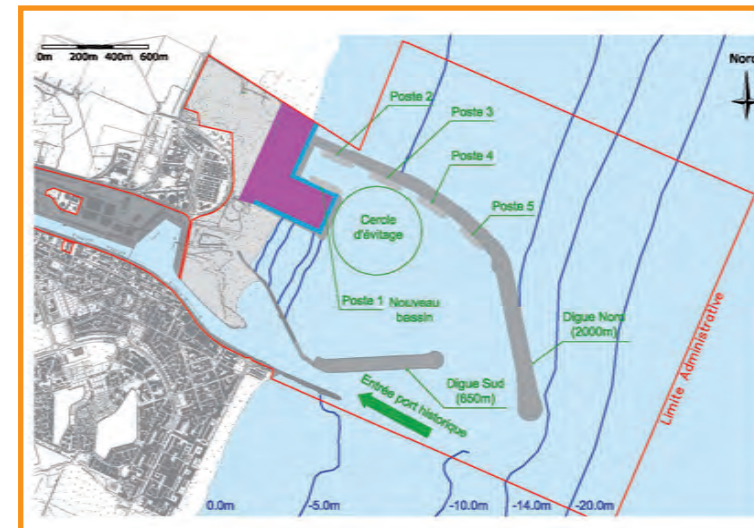 0m 200m 400m 600m
Nord
Poste 2
Poste 3
Poste 4
Poste 5
Cercle
d'évitage
Poste 1
Nouveau
bassin
Digue Nord
(2000m)
Digue Sud
(650m)
Entrée port historique
Limite Administrative
0.0m
-5.0m
-10.0m
-14.0m
-20.0m